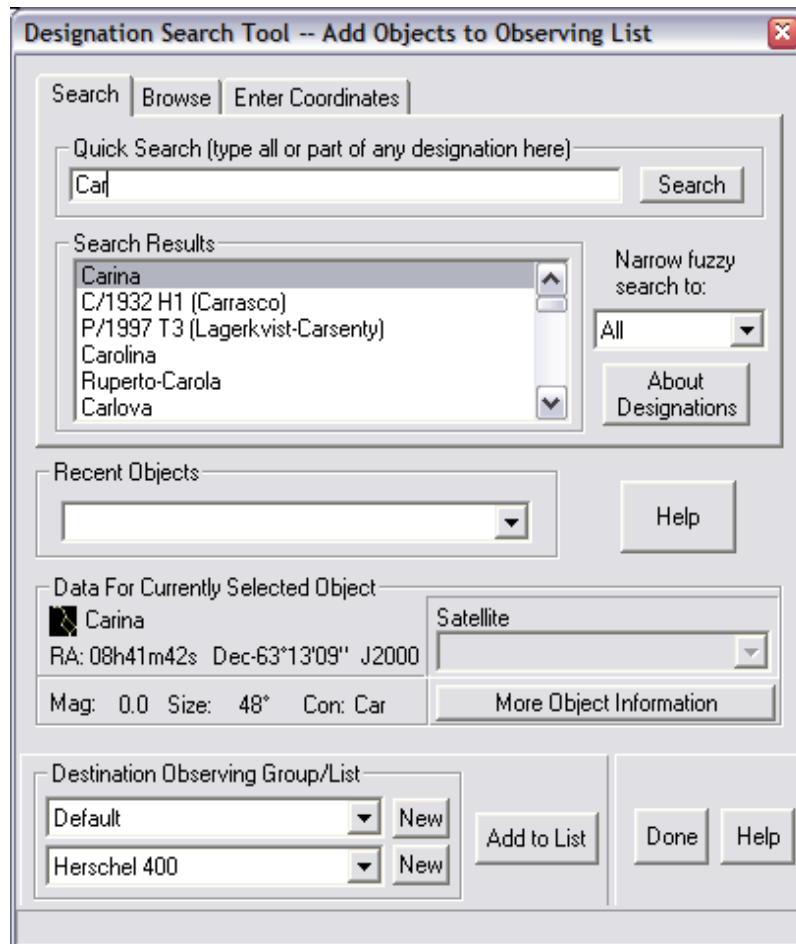 Designation Search Tool -- Add Objects to Observing List
Search Browse Enter Coordinates
Quick Search (type all or part of any designation here)
Car Search
Search Results
Carina
C/1932 H1 (Carrasco)
P/1997 T3 (Lagerkvist-Carsenty)
Carolina
Ruperto-Carola
Carlova
Narrow fuzzy
search to:
All
About
Designations
Recent Objects
Help
Data For Currently Selected Object
Carina
RA: 08h41m42s Dec-63°13'09" J2000
Mag: 0.0 Size: 48° Con: Car
Satellite
More Object Information
Destination Observing Group/List
Default New
Herschel 400 New
Add to List
Done Help